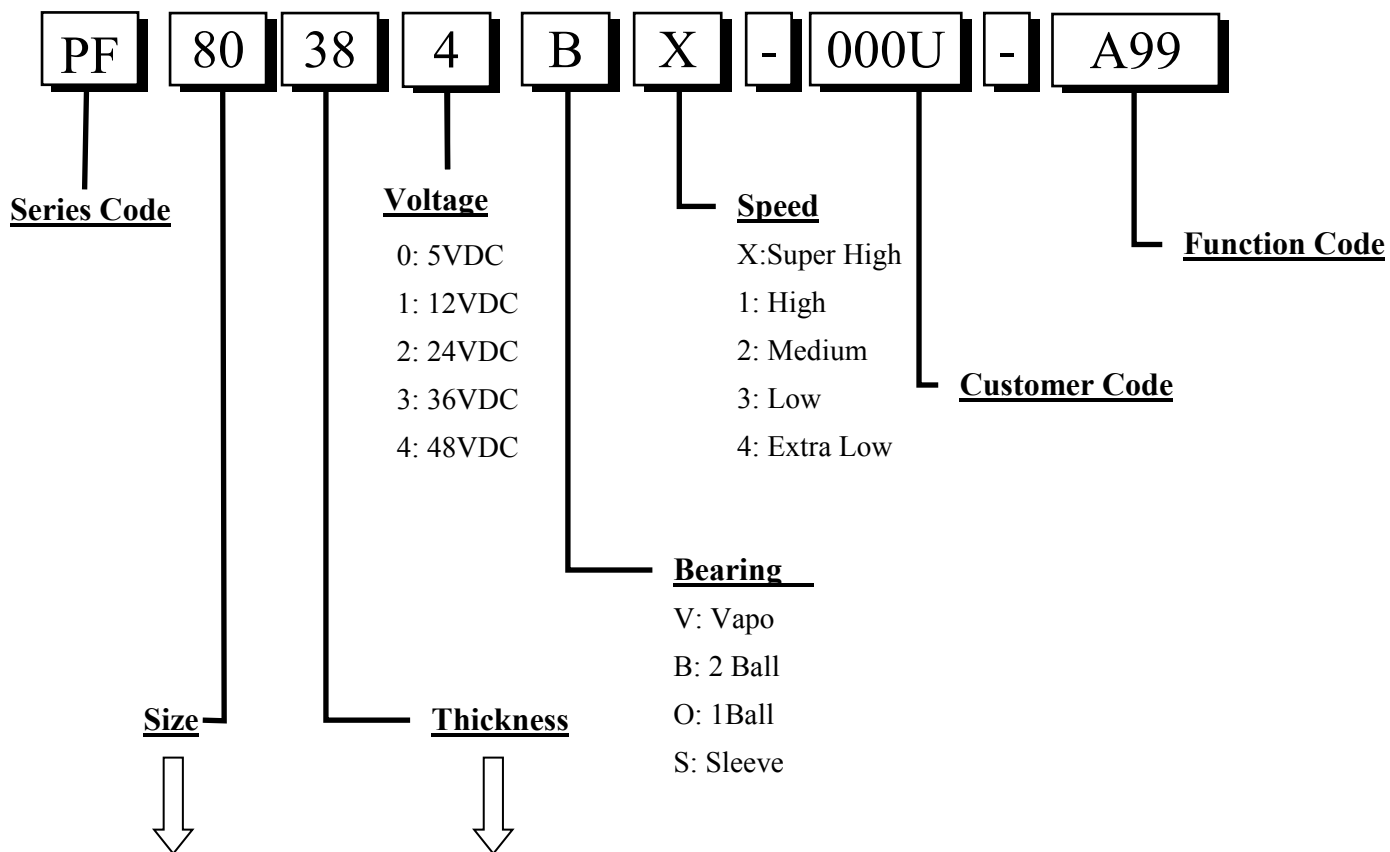 PF 80 38 4 B X - 000U - A99
Series Code
Voltage
0: 5VDC
1: 12VDC
2: 24VDC
3: 36VDC
4: 48VDC
Speed
X:Super High
1: High
2: Medium
3: Low
4: Extra Low
Function Code
Customer Code
Bearing
V: Vapo
B: 2 Ball
O: 1Ball
S: Sleeve
Size
Thickness